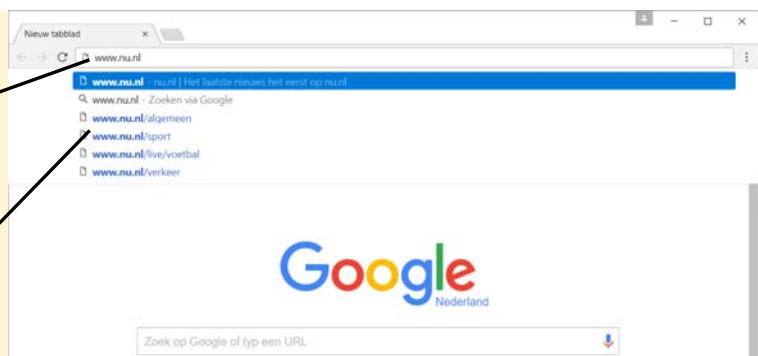 Nieuw tabblad
www.nu.nl
www.nu.nl - nu.nl | Het laatste nieuws het eerst op nu.nl
www.nu.nl - Zoeken via Google
www.nu.nl/algemeen
www.nu.nl/sport
www.nu.nl/live/voetbal
www.nu.nl/verkeer
Google
Nederland
Zoek op Google of typ een URL